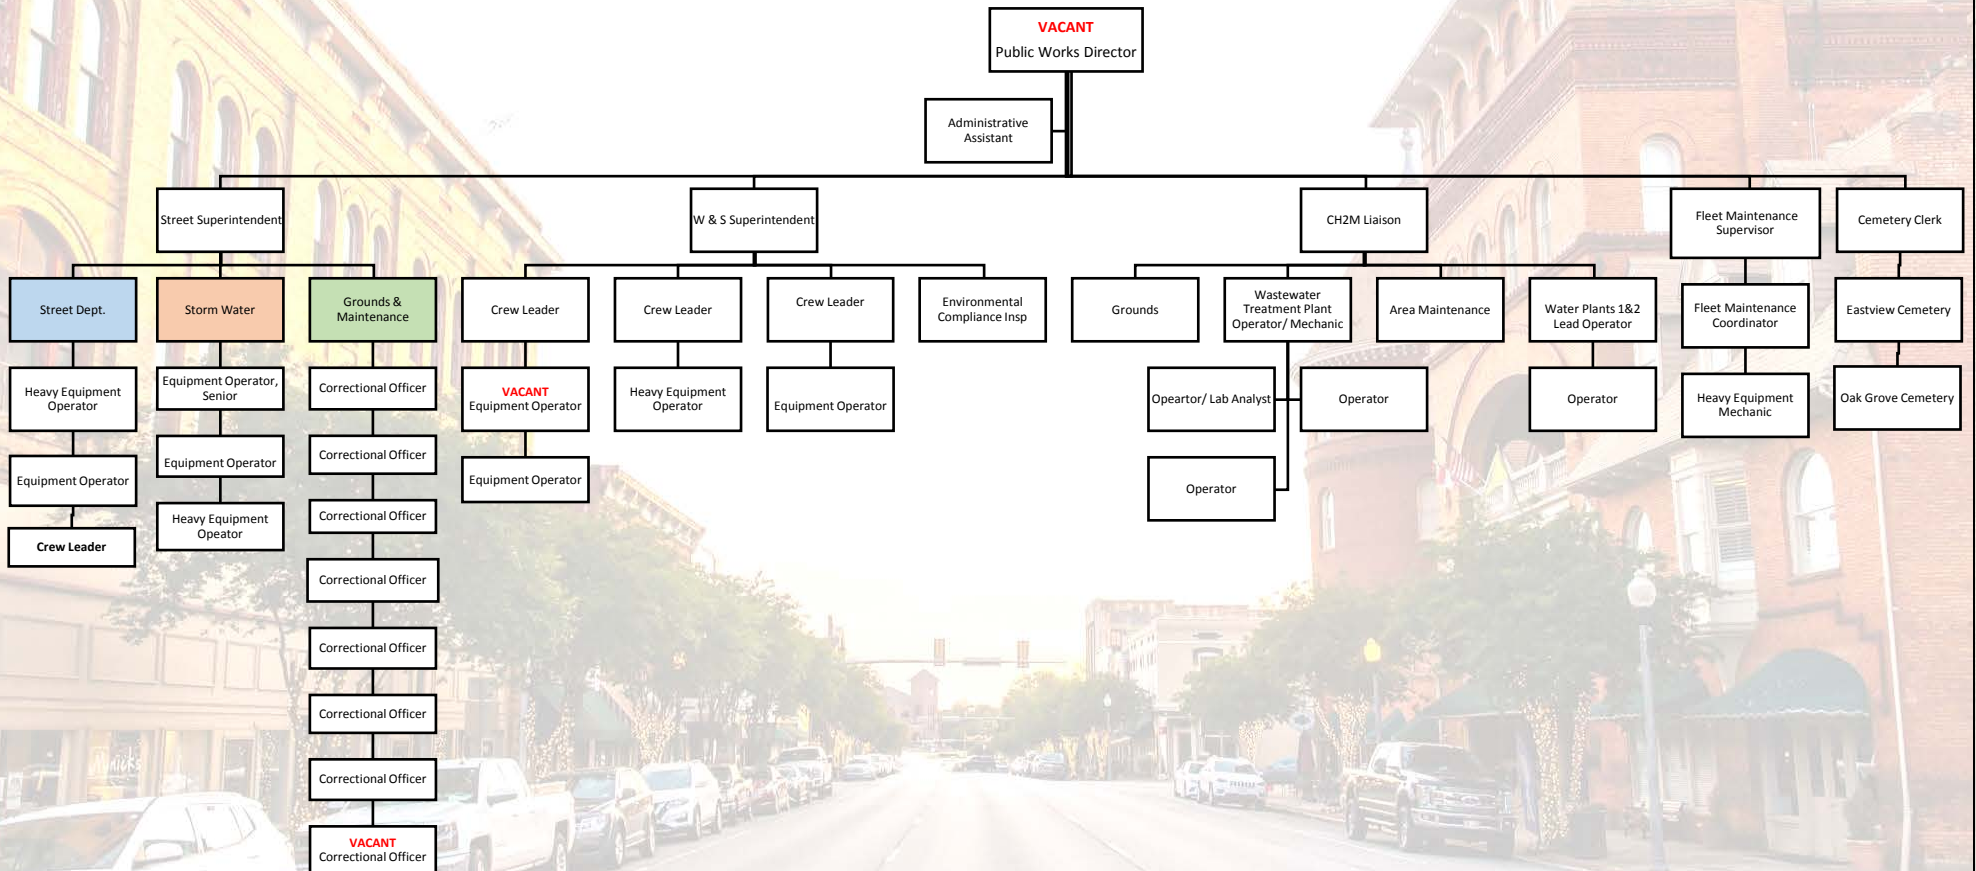 VACANT
Public Works Director
Administrative
Assistant
Street Superintendent
W & S Superintendent
CH2M Liaison
Fleet Maintenance
Supervisor
Cemetery Clerk
Street Dept.
Storm Water
Grounds &
Maintenance
Crew Leader
Crew Leader
Crew Leader
Environmental
Compliance Insp
Grounds
Wastewater
Treatment Plant
Operator/ Mechanic
Area Maintenance
Water Plants 1&2
Lead Operator
Fleet Maintenance
Coordinator
Eastview Cemetery
Heavy Equipment
Operator
Equipment Operator,
Senior
Correctional Officer
VACANT
Equipment Operator
Heavy Equipment
Operator
Equipment Operator
Opeartor/ Lab Analyst
Operator
Operator
Heavy Equipment
Mechanic
Oak Grove Cemetery
Equipment Operator
Equipment Operator
Correctional Officer
Equipment Operator
Operator
Crew Leader
Heavy Equipment
Opeator
Correctional Officer
Correctional Officer
Correctional Officer
Correctional Officer
Correctional Officer
VACANT
Correctional Officer